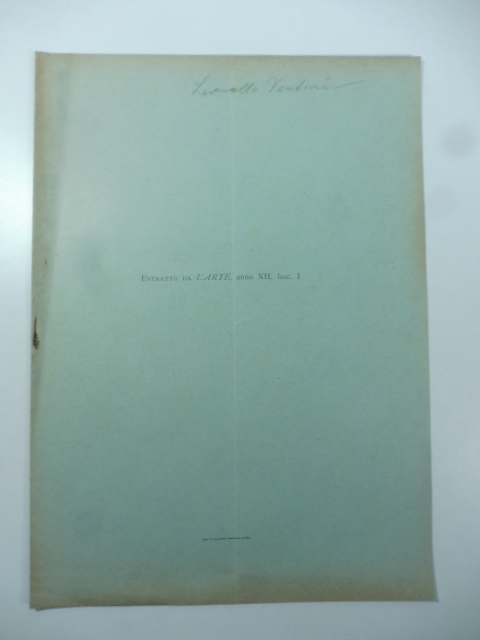 Lionello Venturi
ESTRATTO DA L'ARTE, anno XII, fasc. I